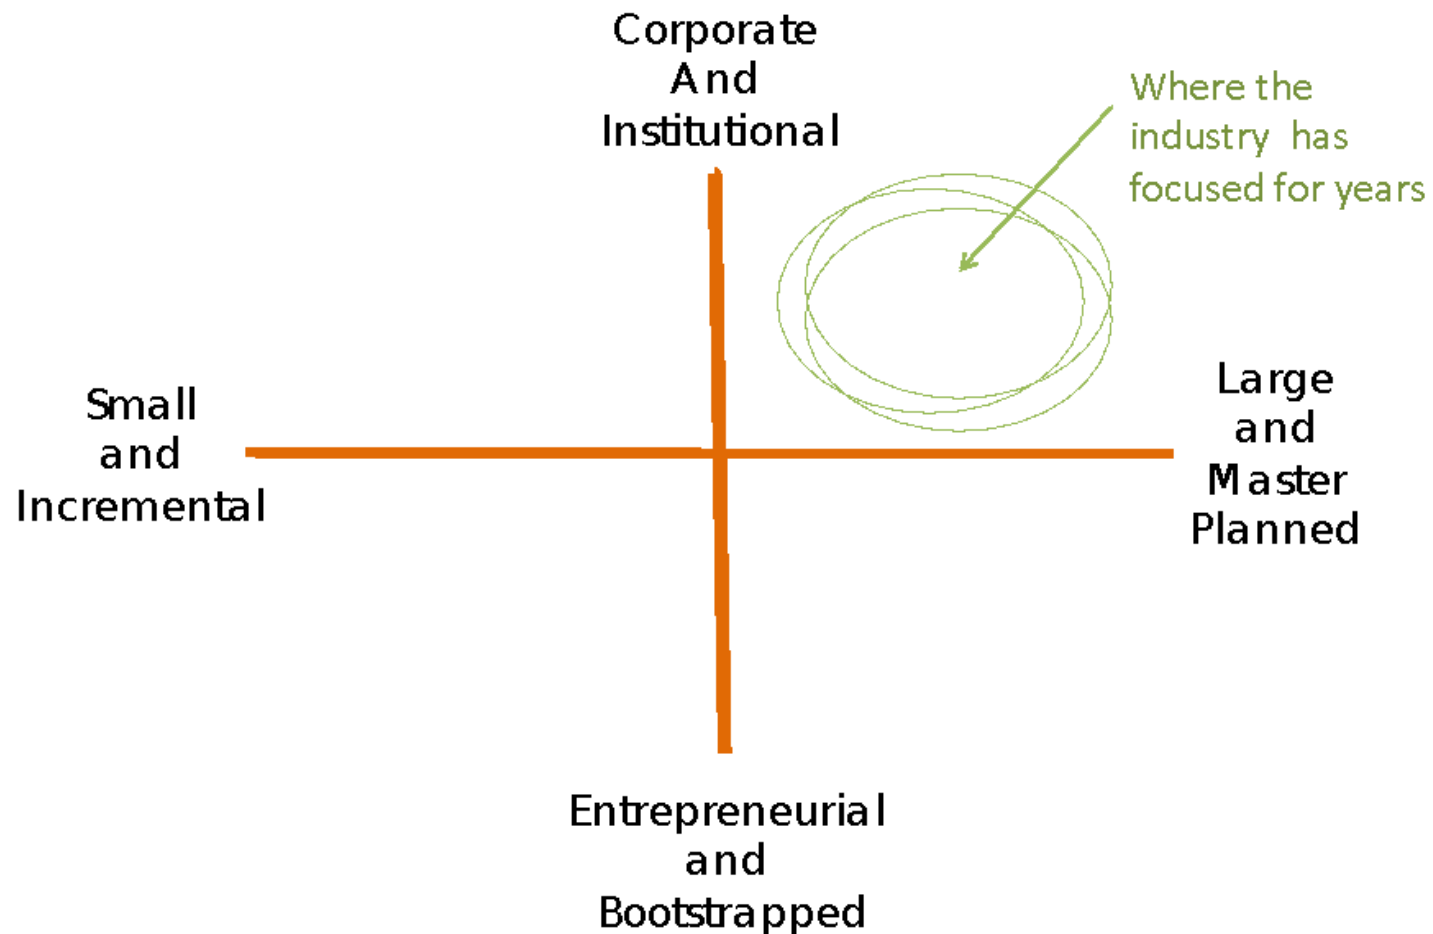 Corporate
And
Institutional
Where the
industry has
focused for years
Small
and
Incremental
Large
and
Master
Planned
Entrepreneurial
and
Bootstrapped